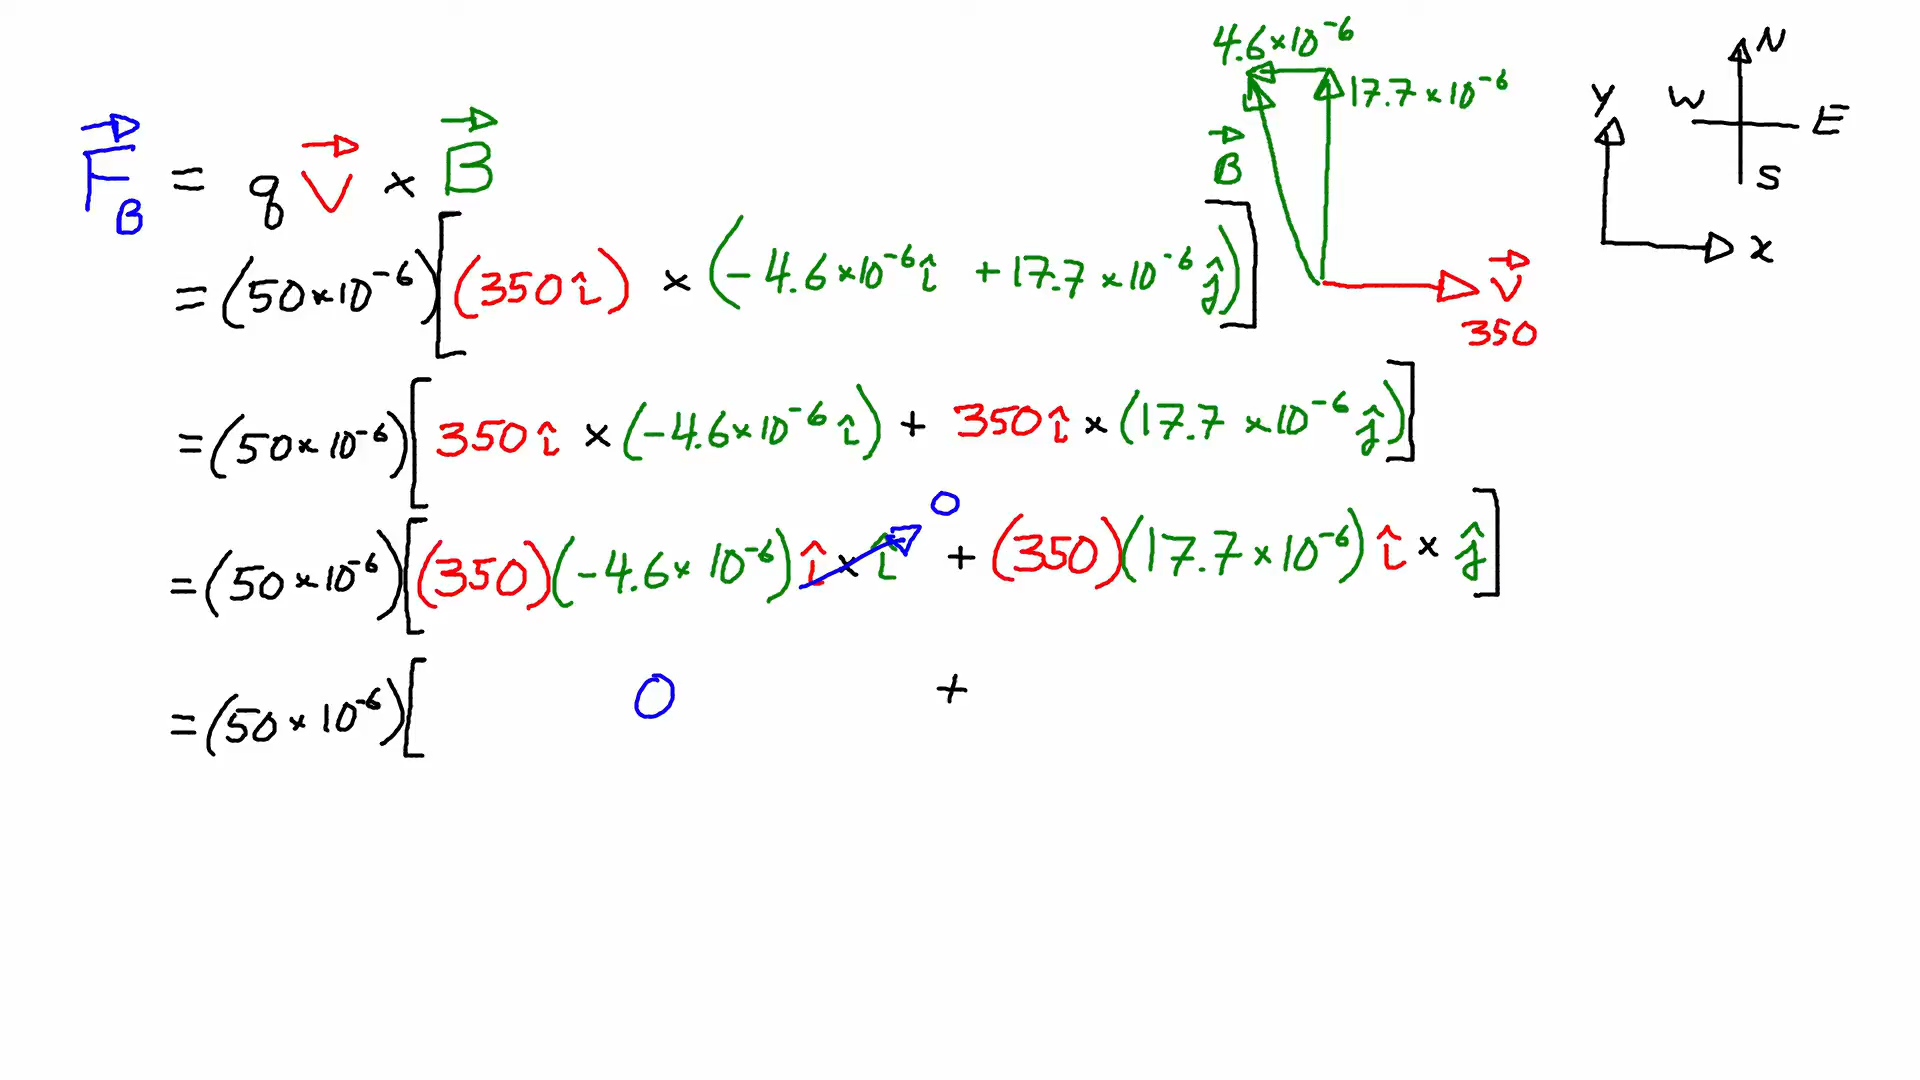 4.6×10⁻⁶
17.7×10⁻⁶
N
W E
S
y
x
B⃗
v⃗
350
F⃗_B = q v⃗ × B⃗
= (50×10⁻⁶)[(350 î) × (−4.6×10⁻⁶ î + 17.7×10⁻⁶ ĵ)]
= (50×10⁻⁶)[350 î × (−4.6×10⁻⁶ î) + 350 î × (17.7×10⁻⁶ ĵ)]
= (50×10⁻⁶)[(350)(−4.6×10⁻⁶) î × î 0 + (350)(17.7×10⁻⁶) î × ĵ]
= (50×10⁻⁶)[ 0 +